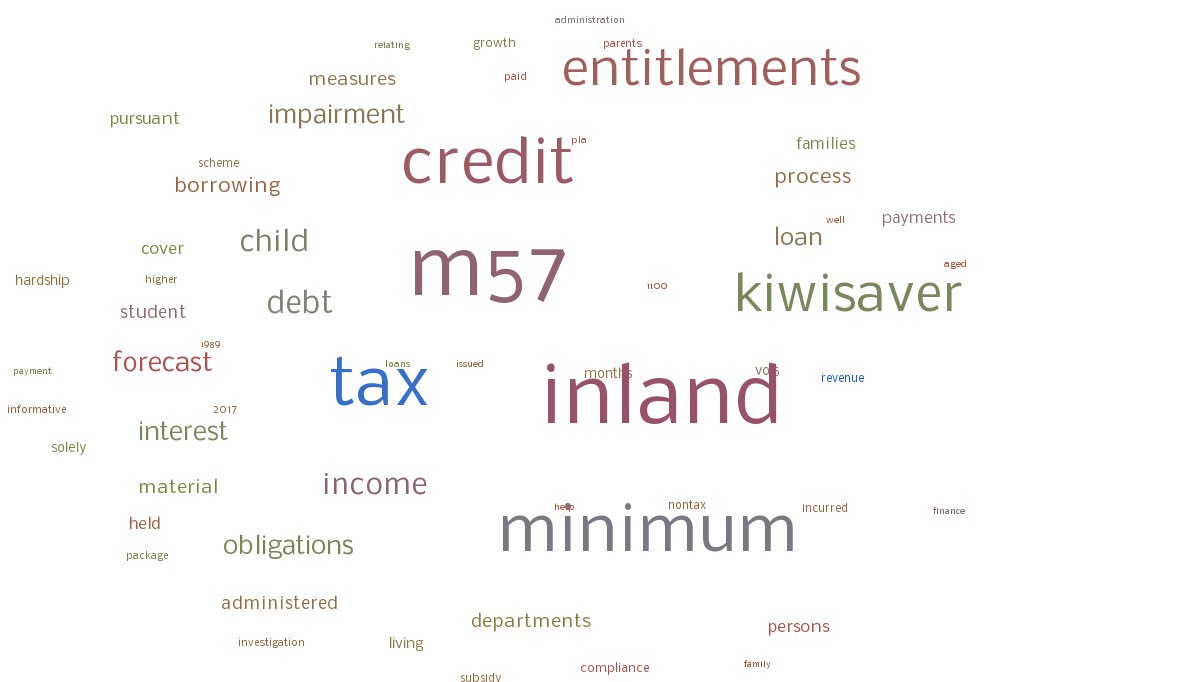 administration
relating
growth
parents
entitlements
measures
paid
impairment
pursuant
credit
pla
families
scheme
borrowing
process
well
payments
child
loan
cover
m57
aged
hardship
higher
1100
kiwisaver
student
debt
1989
forecast
tax
loans
issued
inland
months
vote
revenue
payment
informative
2017
interest
solely
income
material
help
nontax
incurred
finance
held
minimum
package
obligations
administered
departments
persons
investigation
living
compliance
family
subsidy